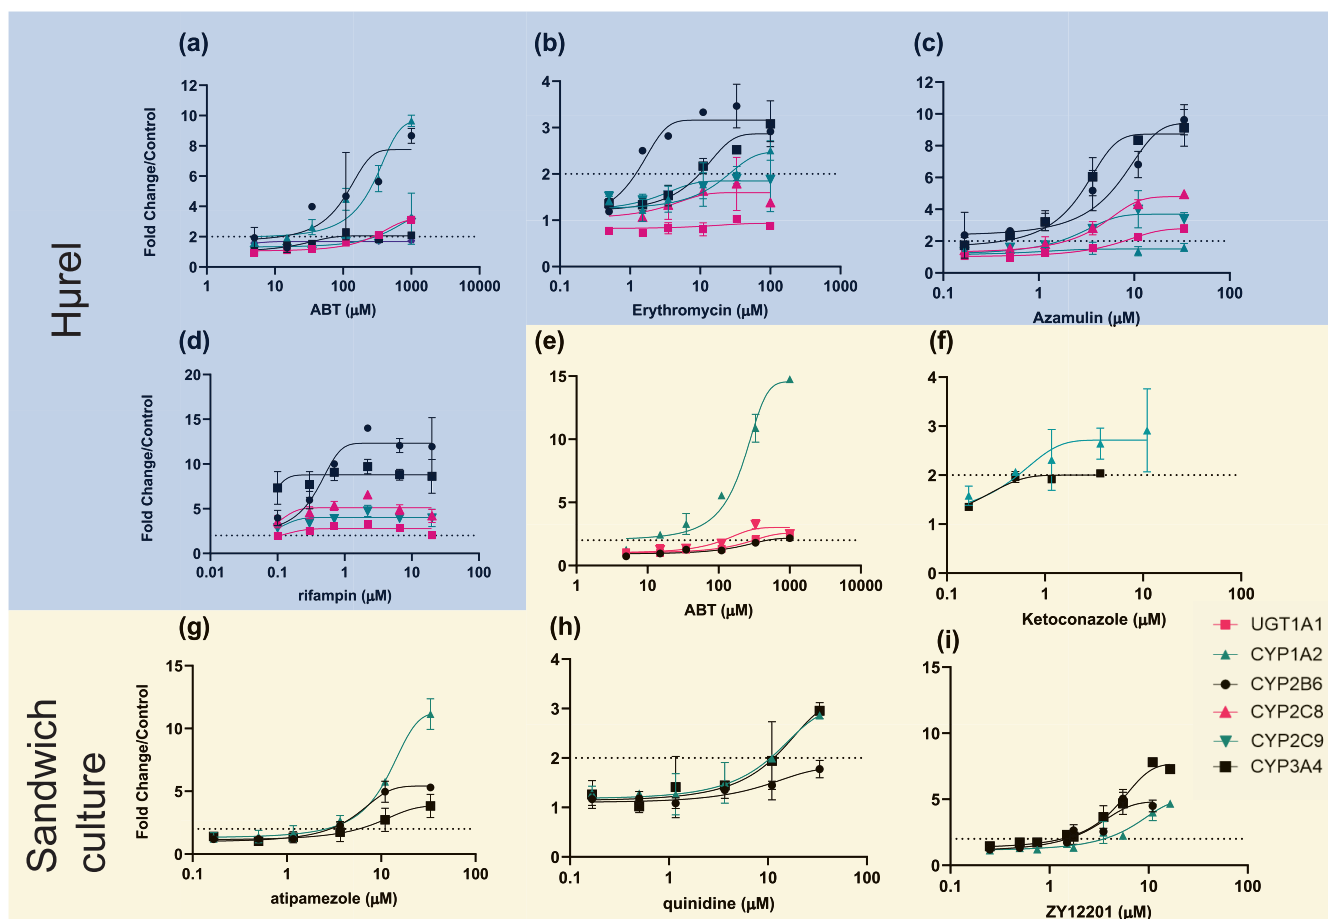 Hμrel
(a)
Fold Change/Control
12
10
8
6
4
2
0
1
10
100
1000
10000
ABT (μM)
(b)
4
3
2
1
0
0.1
1
10
100
1000
Erythromycin (μM)
(c)
12
10
8
6
4
2
0
0.1
1
10
100
Azamulin (μM)
(d)
Fold Change/Control
20
15
10
5
0
0.01
0.1
1
10
100
rifampin (μM)
(e)
15
10
5
0
1
10
100
1000
10000
ABT (μM)
(f)
4
3
2
1
0
0.1
1
10
100
Ketoconazole (μM)
Sandwich
culture
(g)
Fold Change/Control
15
10
5
0
0.1
1
10
100
atipamezole (μM)
(h)
4
3
2
1
0
0.1
1
10
100
quinidine (μM)
(i)
15
10
5
0
0.1
1
10
100
ZY12201 (μM)
UGT1A1
CYP1A2
CYP2B6
CYP2C8
CYP2C9
CYP3A4